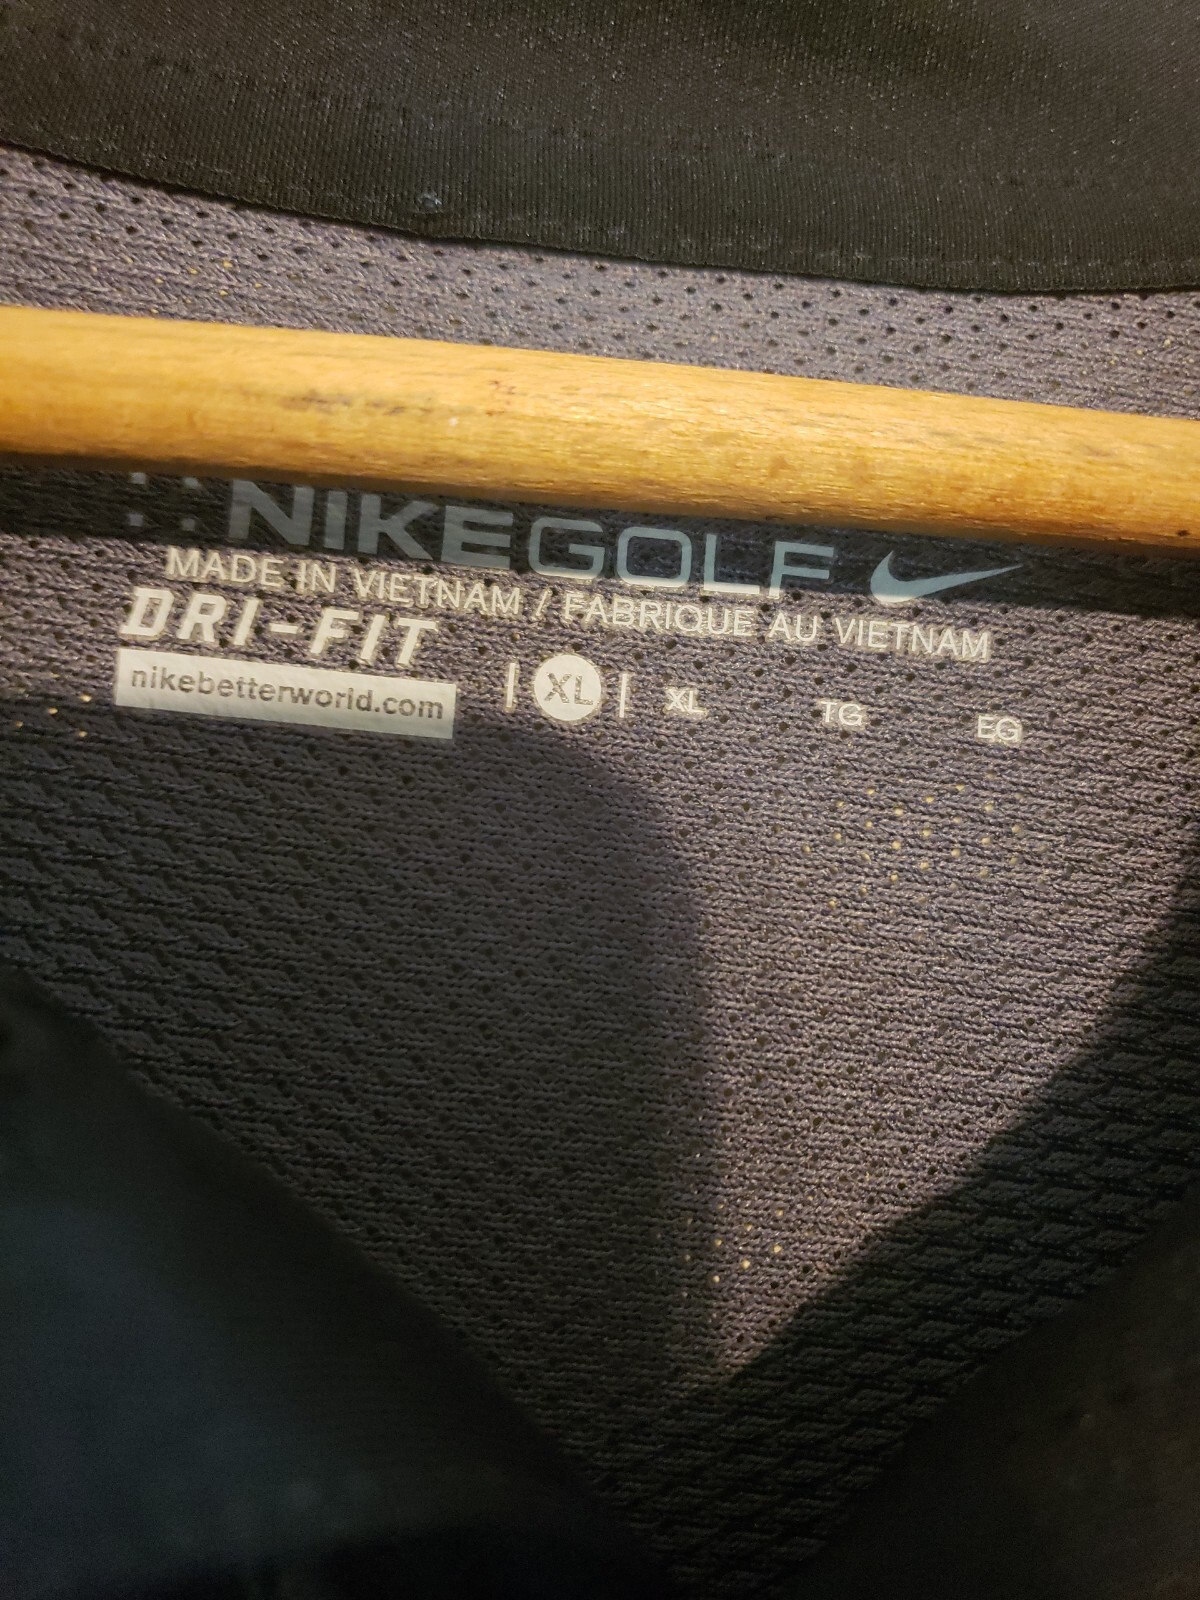 NIKEGOLF
MADE IN VIETNAM / FABRIQUE AU VIETNAM
DRI-FIT
nikebetterworld.com
| XL | XL TG EG